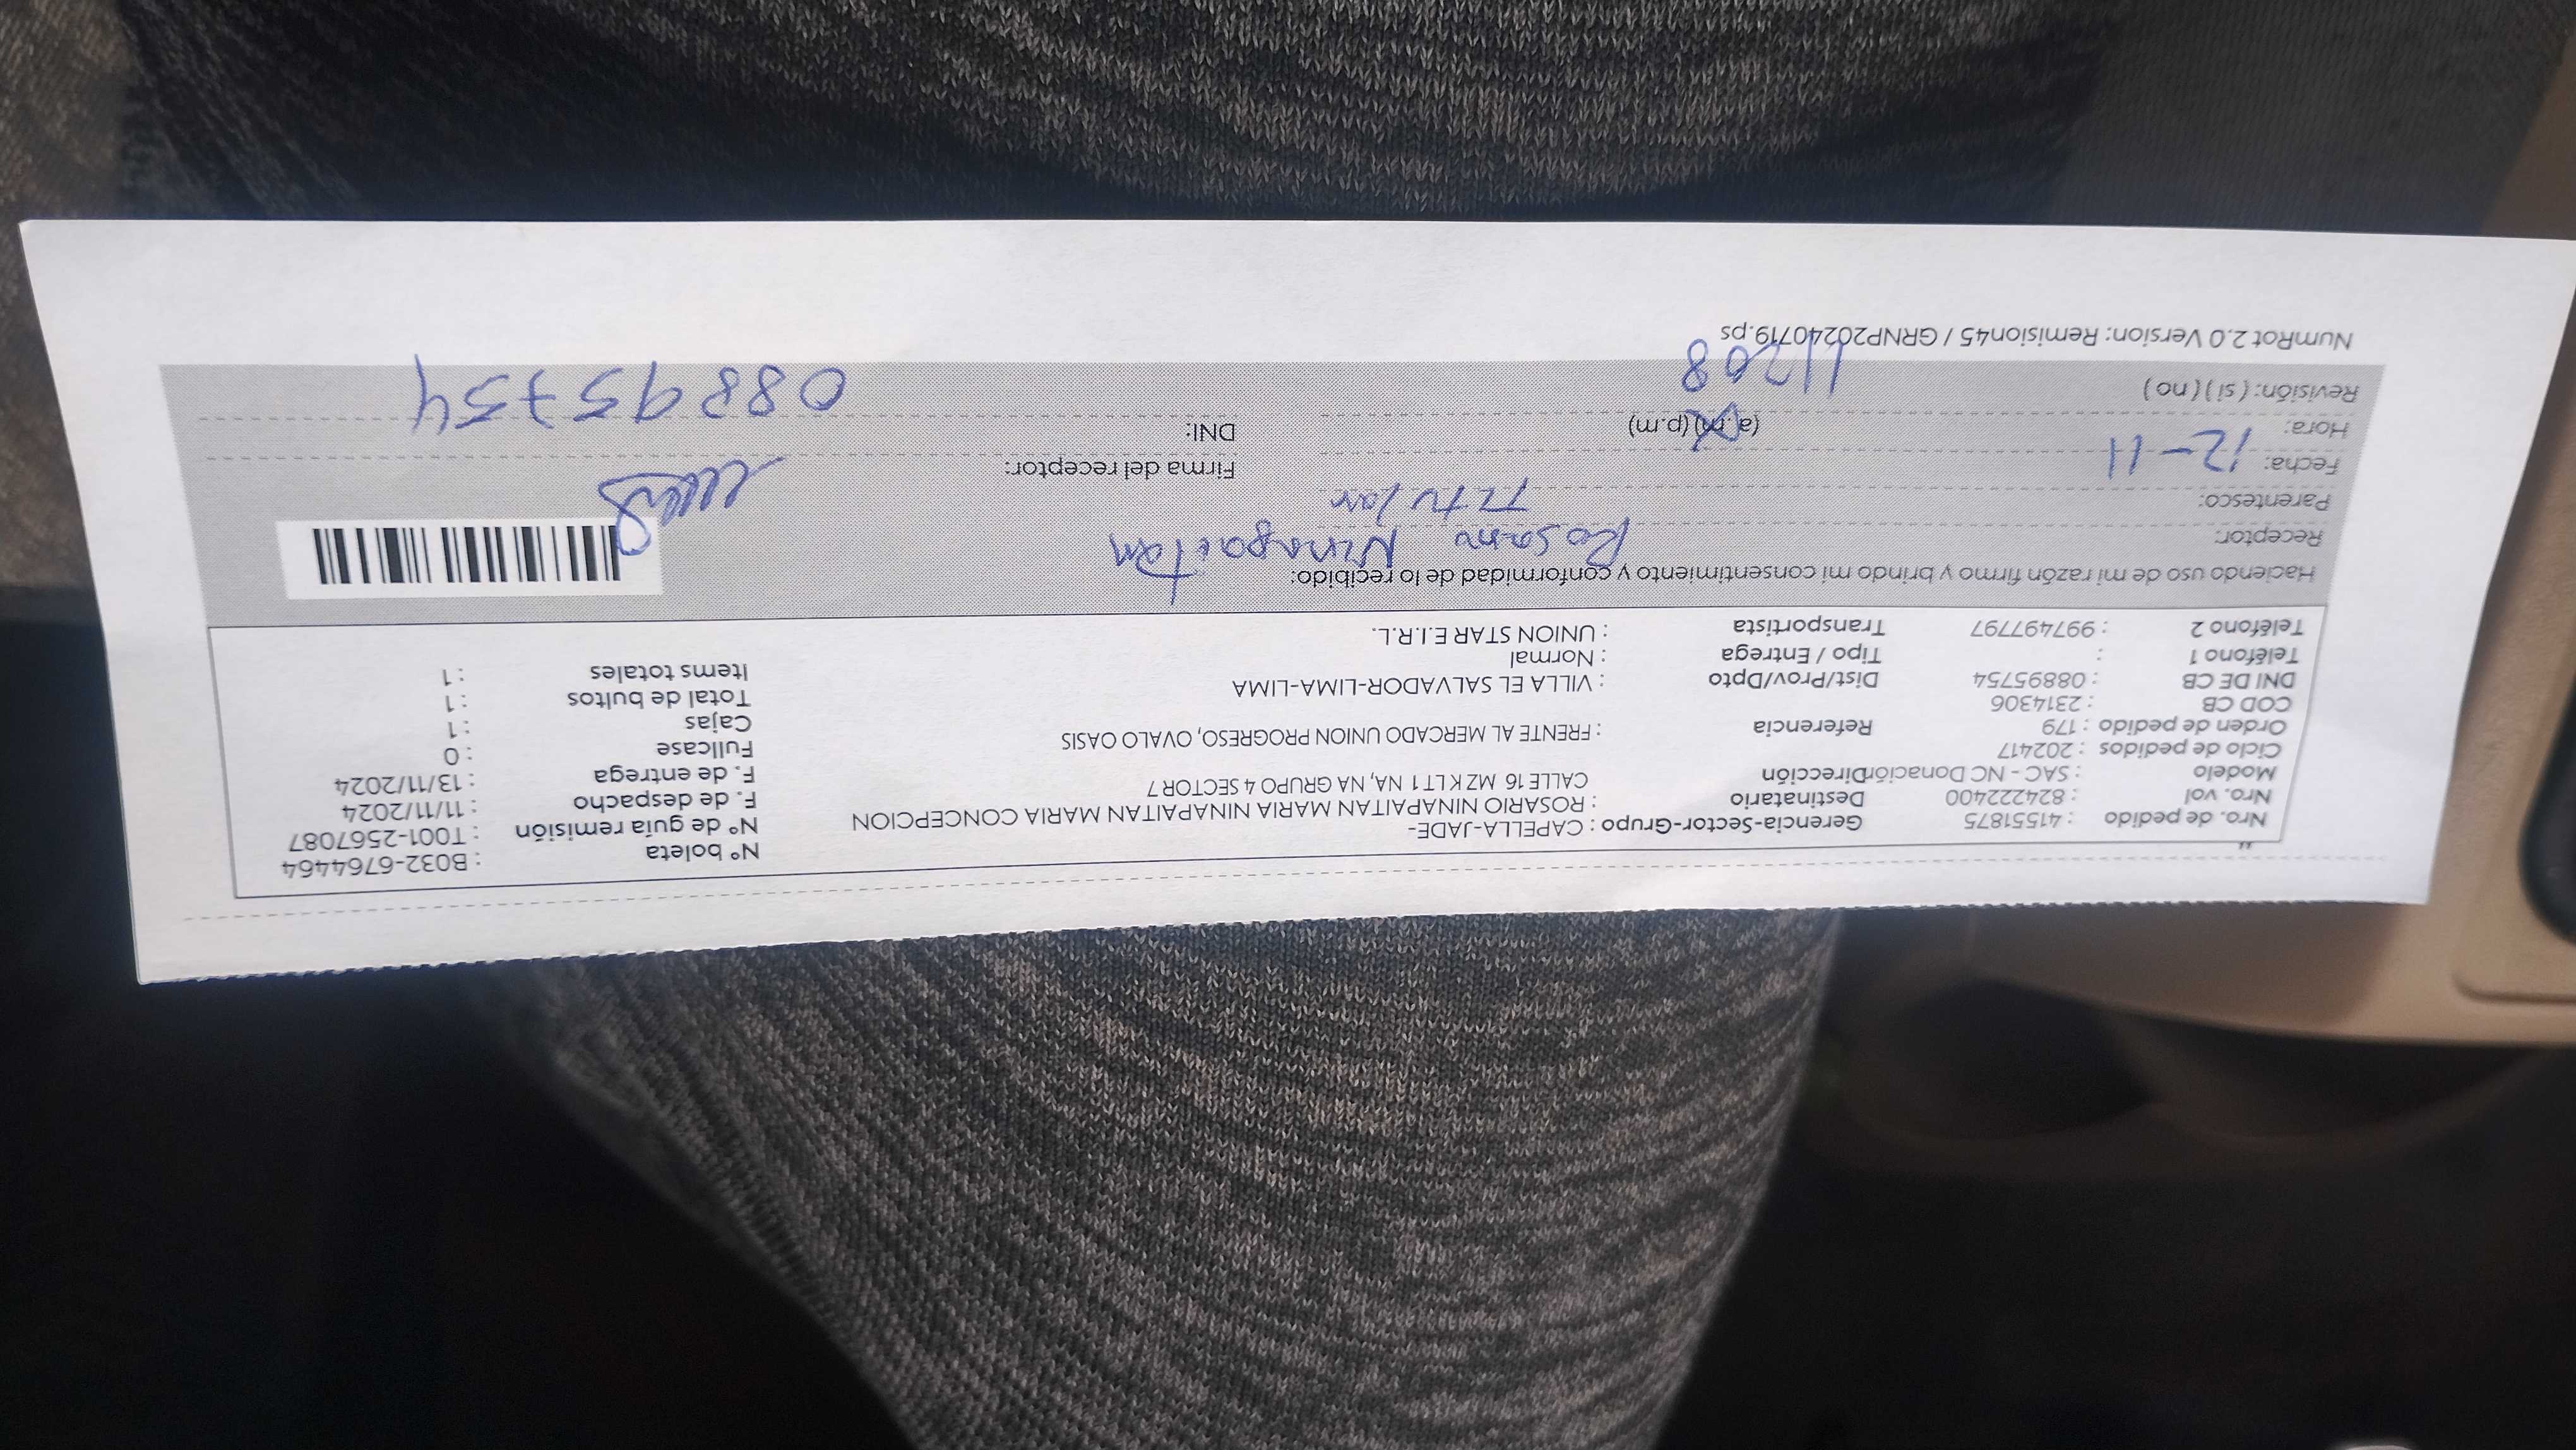 Nro. de pedido : 41551875 Gerencia-Sector-Grupo : CAPELLA-JADE- Nº boleta : B032-6764464
Nro. vol : 824222400 Destinatario : ROSARIO NINAPAITAN MARIA NINAPAITAN MARIA CONCEPCION Nº de guía remisión : T001-2567087
Modelo : SAC - NC Donación Dirección CALLE 16 MZ K LT 1 NA, NA GRUPO 4 SECTOR 7 F. de despacho : 11/11/2024
Ciclo de pedidos : 202417 F. de entrega : 13/11/2024
Orden de pedido : 179 Referencia : FRENTE AL MERCADO UNION PROGRESO, OVALO OASIS Fullcase : 0
COD CB : 2314306 Cajas : 1
DNI DE CB : 08895754 Dist/Prov/Dpto : VILLA EL SALVADOR-LIMA-LIMA Total de bultos : 1
Teléfono 1 : Tipo / Entrega : Normal Items totales : 1
Teléfono 2 : 997497797 Transportista : UNION STAR E.I.R.L.
Haciendo uso de mi razón firmo y brindo mi consentimiento y conformidad de lo recibido:
Receptor: Ninapaitan
Parentesco: Titular
Fecha: 12-11 Firma del receptor:
Hora: (a.m) (p.m) DNI: 08895754
Revisión: ( si ) ( no ) 11208
NumRot 2.0 Version: Remision45 / GRNP20240719.ps